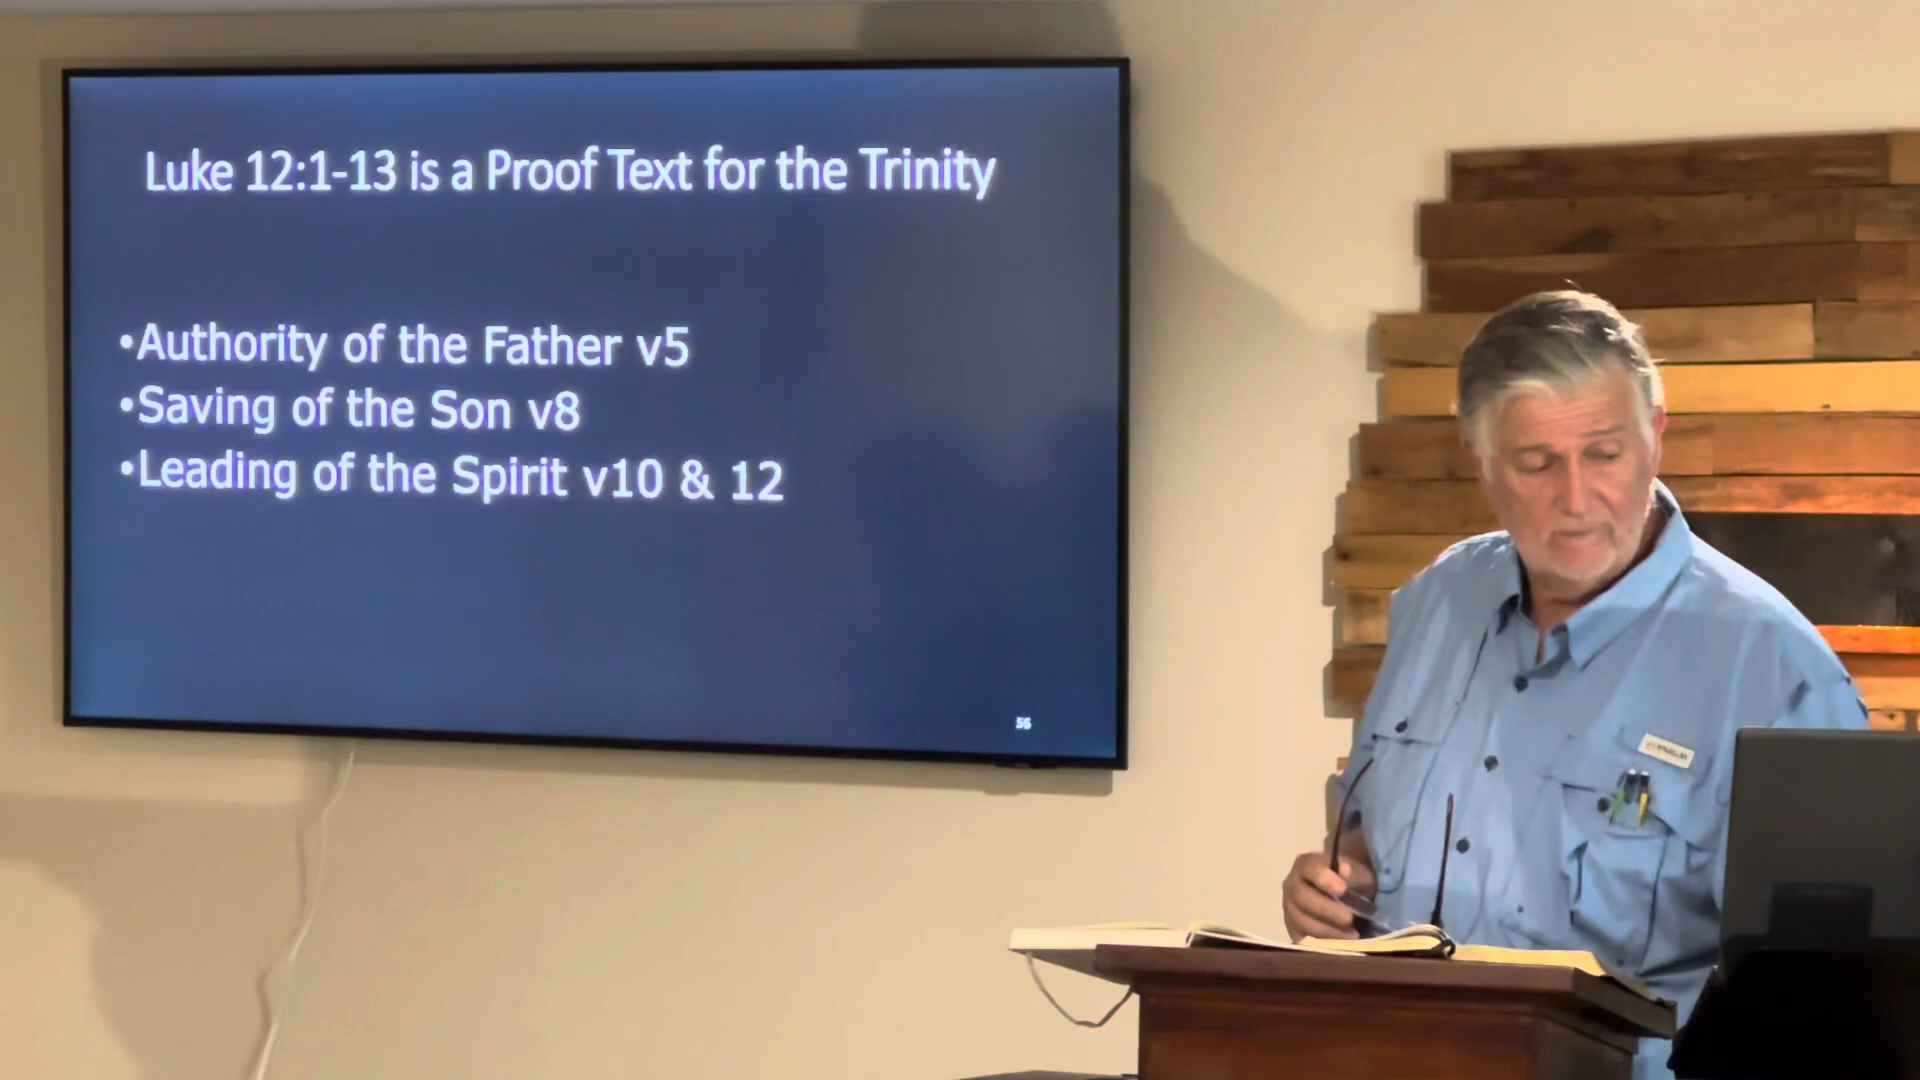 Luke 12:1-13 is a Proof Text for the Trinity
•Authority of the Father v5
•Saving of the Son v8
•Leading of the Spirit v10 & 12
56